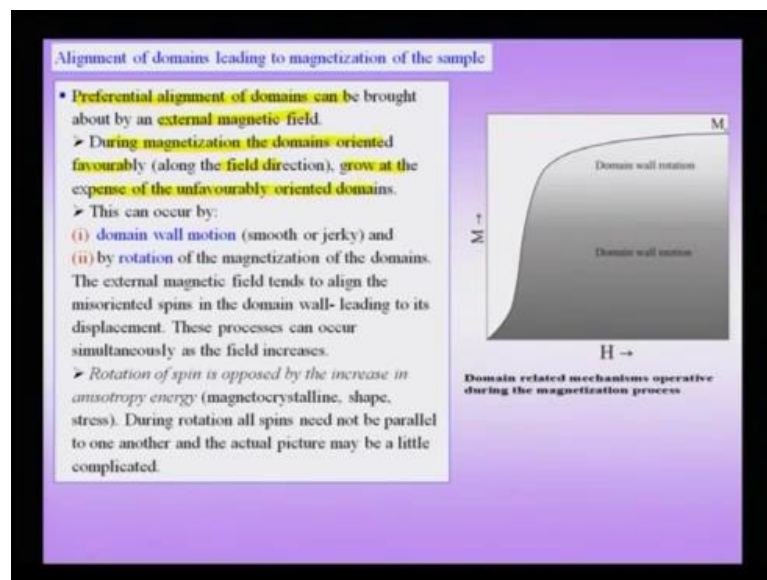 Alignment of domains leading to magnetization of the sample
▪ Preferential alignment of domains can be brought
about by an external magnetic field.
➤ During magnetization the domains oriented
favourably (along the field direction), grow at the
expense of the unfavourably oriented domains.
➤ This can occur by:
(i) domain wall motion (smooth or jerky) and
(ii) by rotation of the magnetization of the domains.
The external magnetic field tends to align the
misoriented spins in the domain wall- leading to its
displacement. These processes can occur
simultaneously as the field increases.
➤ Rotation of spin is opposed by the increase in
anisotropy energy (magnetocrystalline, shape,
stress). During rotation all spins need not be parallel
to one another and the actual picture may be a little
complicated.
M
Domain wall rotation
Domain wall motion
M →
H →
Domain related mechanisms operative
during the magnetization process